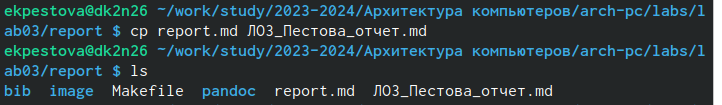 ekpestova@dk2n26 ~/work/study/2023-2024/Архитектура компьютеров/arch-pc/labs/l
ab03/report $ cp report.md ЛОЗ_Пестова_отчет.md
ekpestova@dk2n26 ~/work/study/2023-2024/Архитектура компьютеров/arch-pc/labs/l
ab03/report $ ls
bib  image  Makefile  pandoc  report.md  ЛОЗ_Пестова_отчет.md